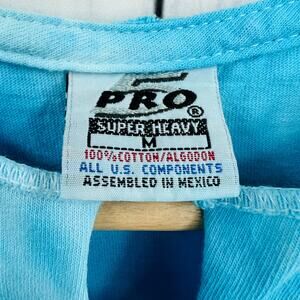 PRO®
SUPER HEAVY
M
100% COTTON/ALGODON
ALL U.S. COMPONENTS
ASSEMBLED IN MEXICO